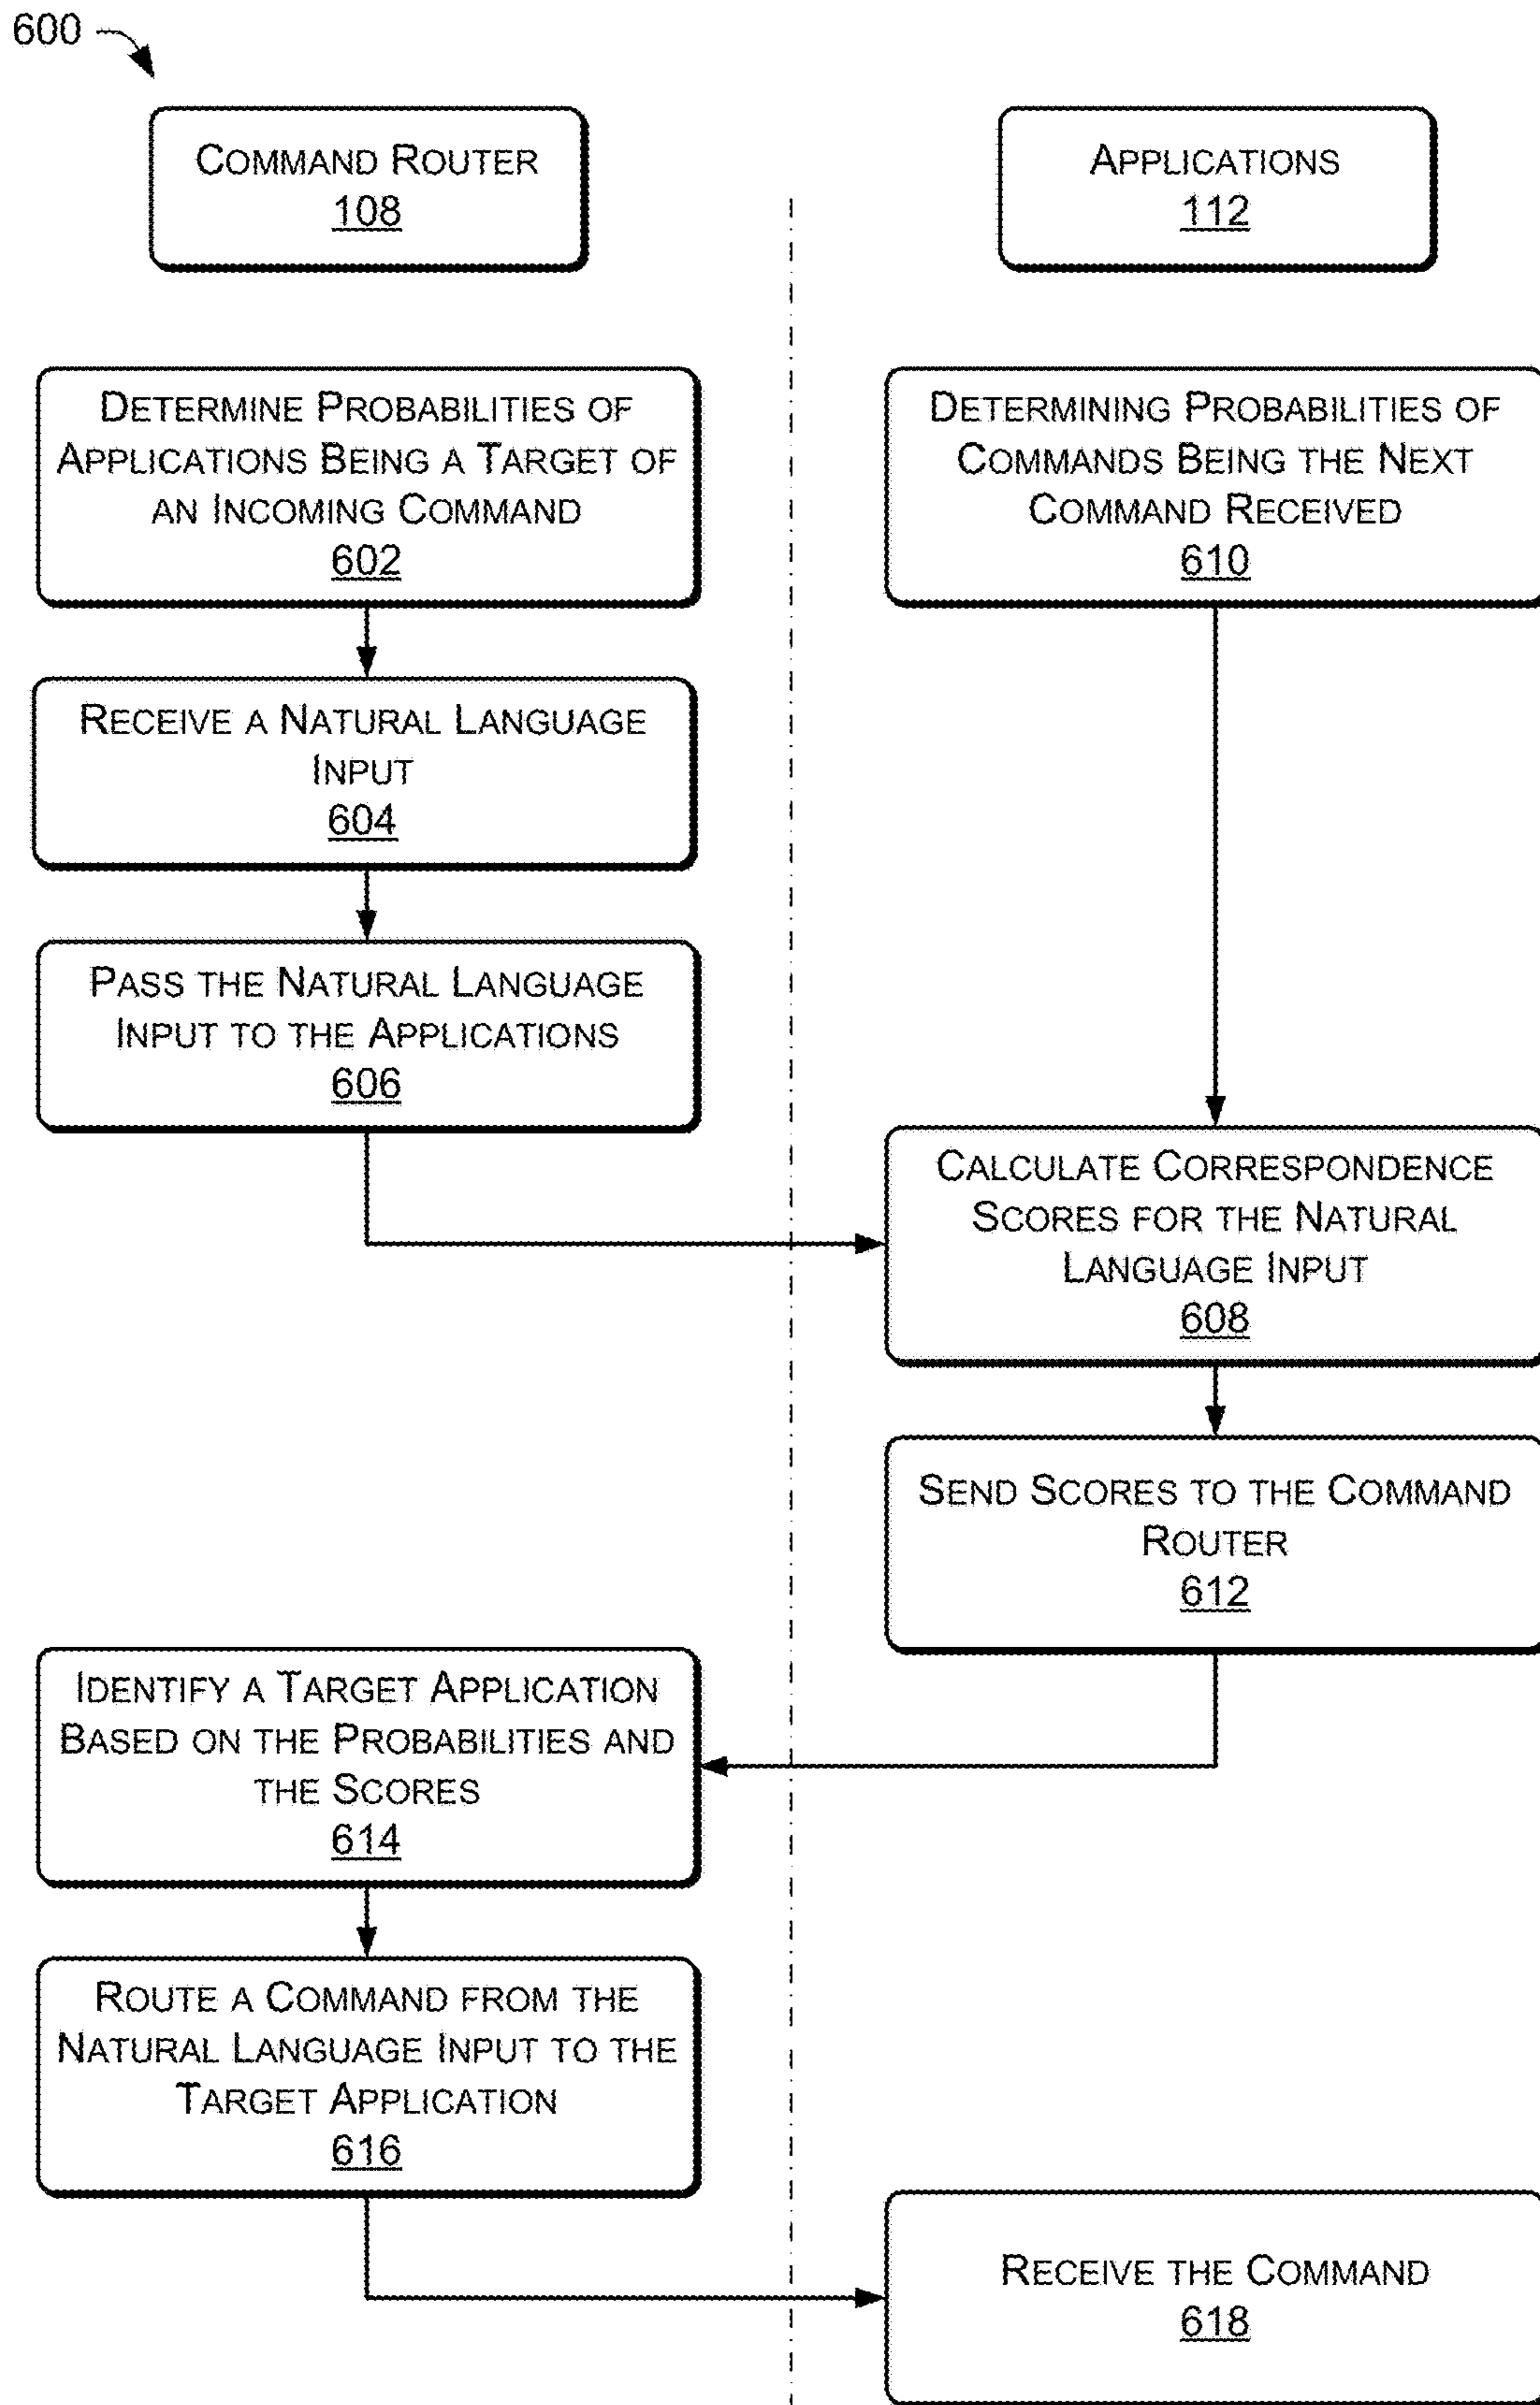 600
COMMAND ROUTER
108
APPLICATIONS
112
DETERMINE PROBABILITIES OF
APPLICATIONS BEING A TARGET OF
AN INCOMING COMMAND
602
DETERMINING PROBABILITIES OF
COMMANDS BEING THE NEXT
COMMAND RECEIVED
610
RECEIVE A NATURAL LANGUAGE
INPUT
604
PASS THE NATURAL LANGUAGE
INPUT TO THE APPLICATIONS
606
CALCULATE CORRESPONDENCE
SCORES FOR THE NATURAL
LANGUAGE INPUT
608
SEND SCORES TO THE COMMAND
ROUTER
612
IDENTIFY A TARGET APPLICATION
BASED ON THE PROBABILITIES AND
THE SCORES
614
ROUTE A COMMAND FROM THE
NATURAL LANGUAGE INPUT TO THE
TARGET APPLICATION
616
RECEIVE THE COMMAND
618